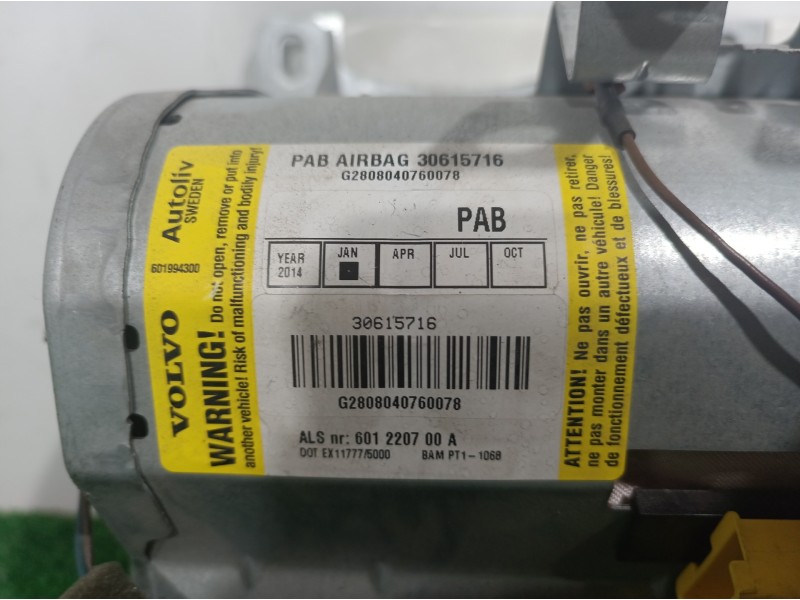 PAB AIRBAG 30615716
G2808040760078
PAB
YEAR 2014 JAN APR JUL OCT
30615716
G2808040760078
ALS nr: 601 2207 00 A
DOT EX11777/5000 BAM PT1-1068
VOLVO 601994300 Autoliv
SWEDEN
WARNING! Do not open, remove or put into
another vehicle! Risk of malfunctioning and bodily injury!
ATTENTION! Ne pas ouvrir, ne pas retirer,
ne pas monter dans un autre véhicule! Danger
de fonctionnement défectueux et de blessures!